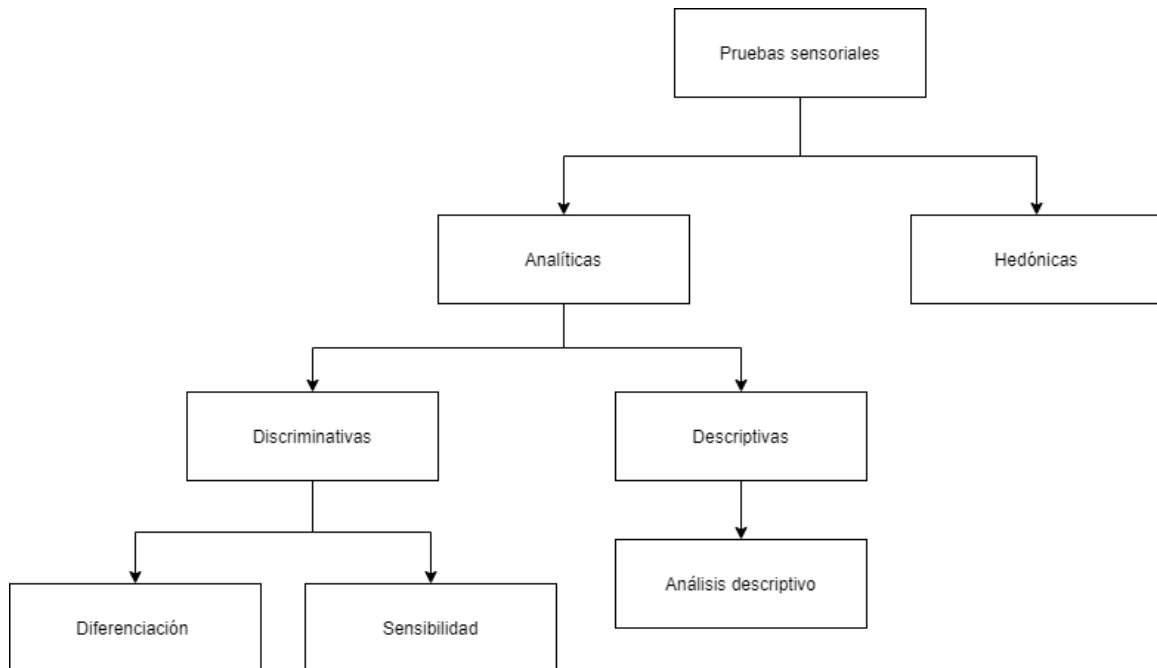 Pruebas sensoriales
Analíticas
Hedónicas
Discriminativas
Descriptivas
Análisis descriptivo
Diferenciación
Sensibilidad